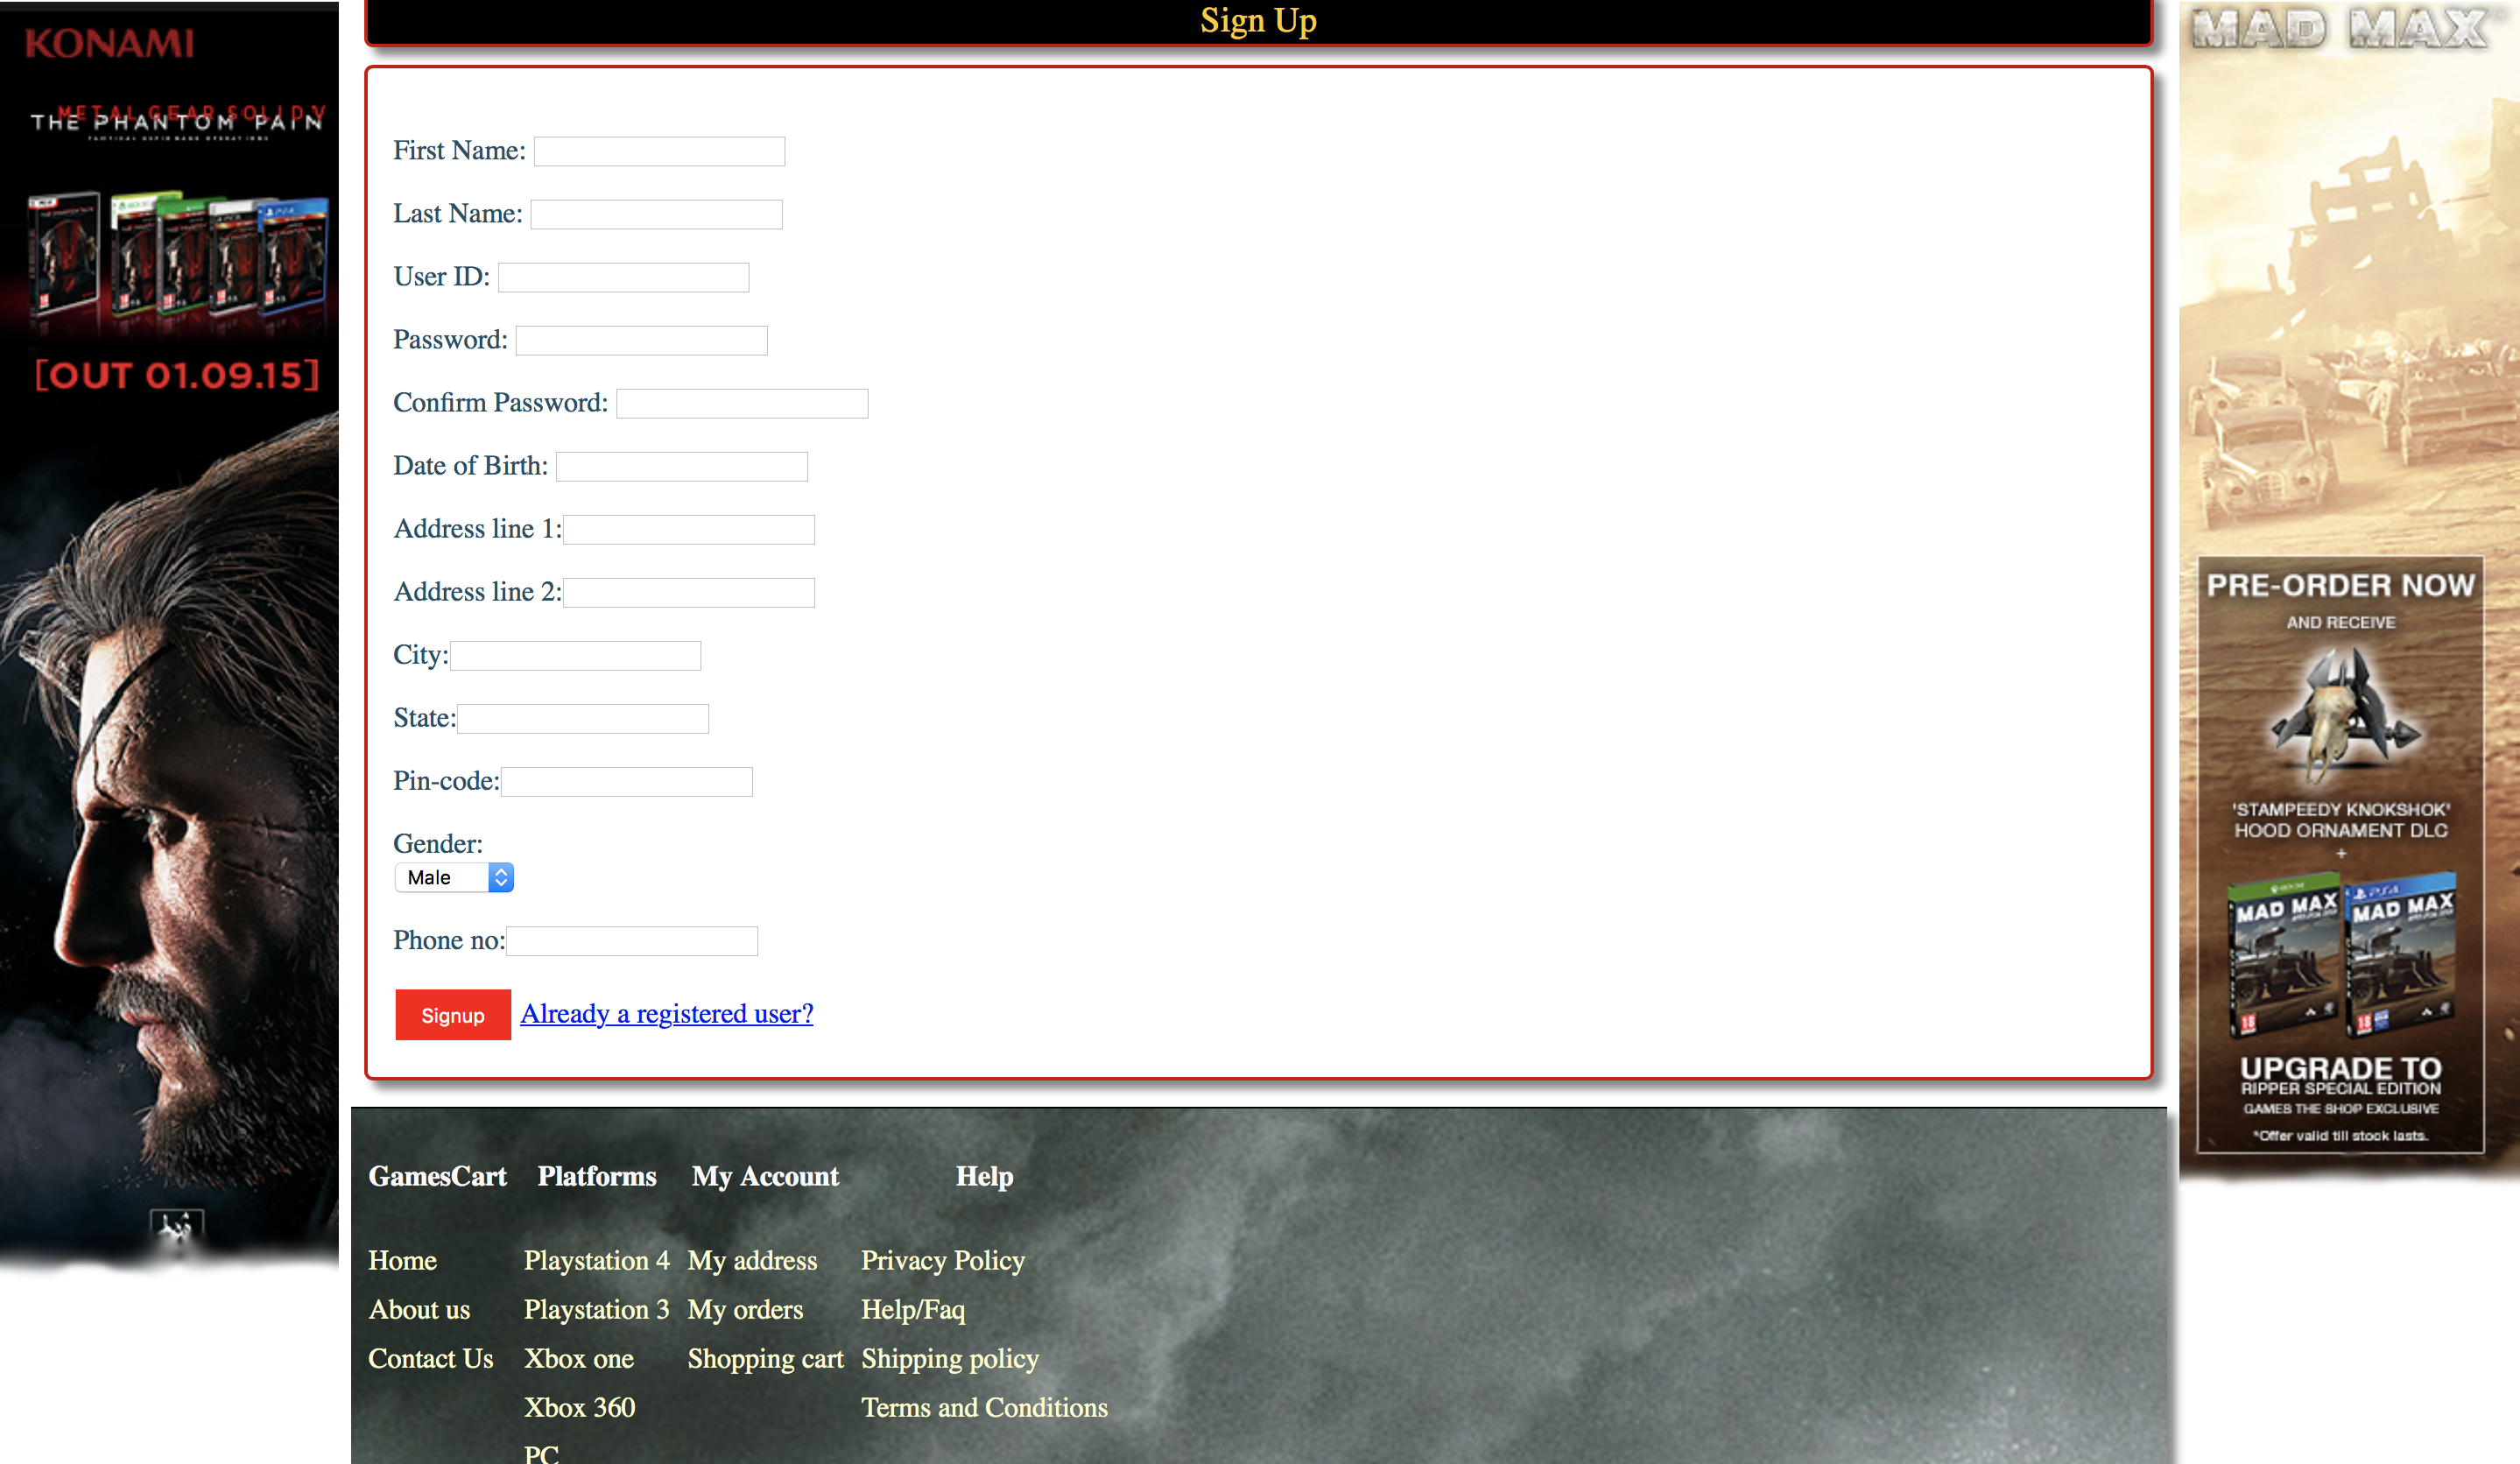 Sign Up
KONAMI
METAL GEAR SOLID V
THE PHANTOM PAIN
[OUT 01.09.15]
First Name:
Last Name:
User ID:
Password:
Confirm Password:
Date of Birth:
Address line 1:
Address line 2:
City:
State:
Pin-code:
Gender:
Male
Phone no:
Signup Already a registered user?
MAD MAX
PRE-ORDER NOW
AND RECEIVE
'STAMPEEDY KNOKSHOK'
HOOD ORNAMENT DLC
+
PS4
MAD MAX MAD MAX
18 18
UPGRADE TO
RIPPER SPECIAL EDITION
GAMES THE SHOP EXCLUSIVE
*Offer valid till stock lasts.
GamesCart Platforms My Account Help
Home Playstation 4 My address Privacy Policy
About us Playstation 3 My orders Help/Faq
Contact Us Xbox one Shopping cart Shipping policy
Xbox 360 Terms and Conditions
PC